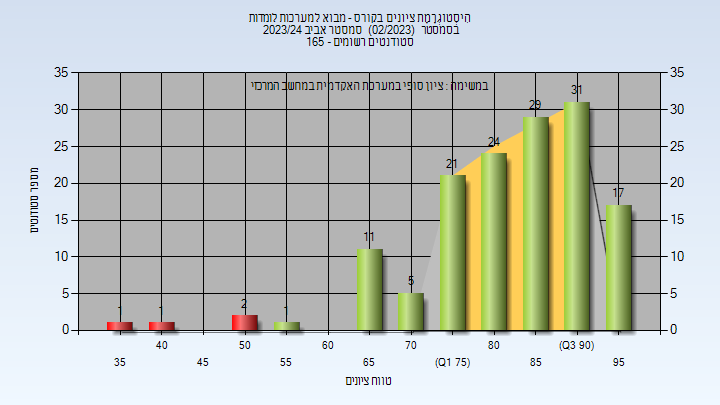 היסטוגרמת ציונים בקורס - מבוא למערכות לומדות
בסמסטר (02/2023) סמסטר אביב 2023/24
סטודנטים רשומים - 165
במשימה : ציון סופי במערכת האקדמית במחשב המרכזי
מספר סטודנטים
35 35
30 30
25 25
20 20
15 15
10 10
5 5
0 0
1 1 2 1 11 5 21 24 29 31 17
40 50 60 70 80 (Q3 90)
35 45 55 65 (Q1 75) 85 95
טווח ציונים